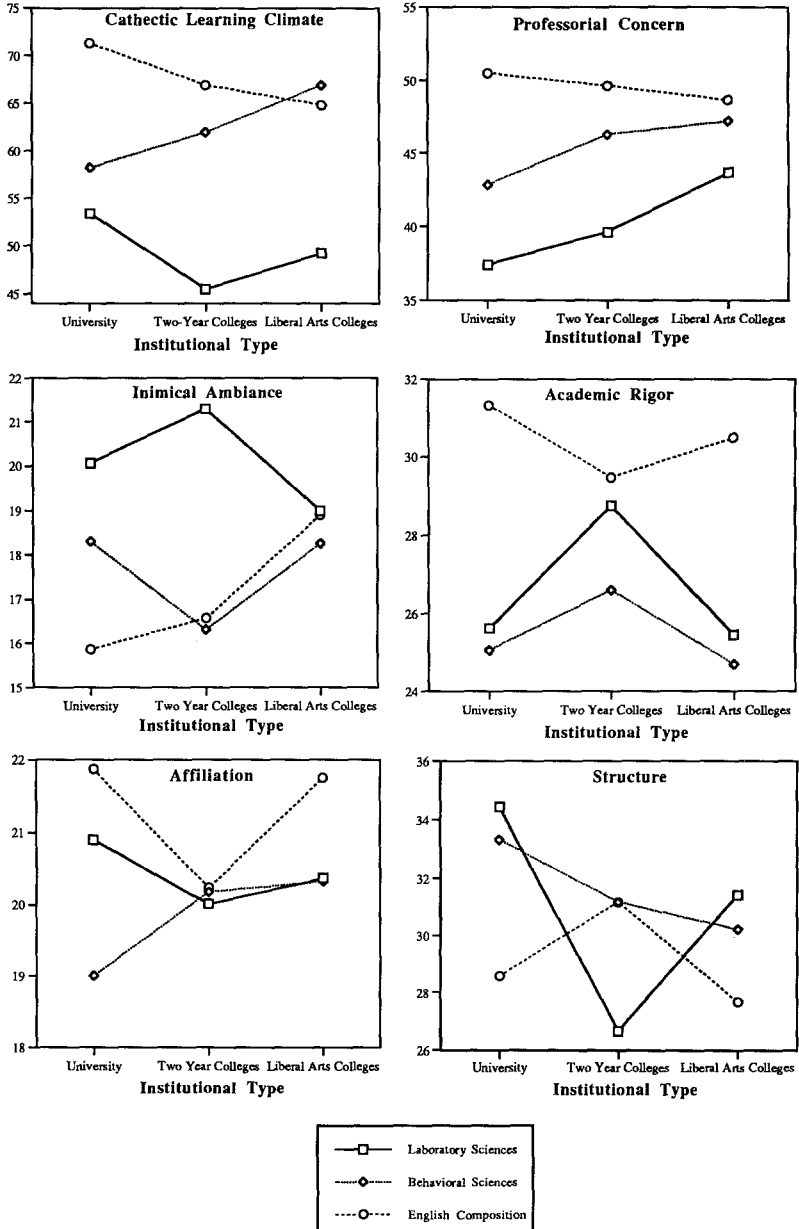 Cathectic Learning Climate
75
70
65
60
55
50
45
University Two-Year Colleges Liberal Arts Colleges
Institutional Type
Professorial Concern
55
50
45
40
35
University Two Year Colleges Liberal Arts Colleges
Institutional Type
Inimical Ambiance
22
21
20
19
18
17
16
15
University Two Year Colleges Liberal Arts Colleges
Institutional Type
Academic Rigor
32
30
28
26
24
University Two Year Colleges Liberal Arts Colleges
Institutional Type
Affiliation
22
21
20
19
18
University Two Year Colleges Liberal Arts Colleges
Institutional Type
Structure
36
34
32
30
28
26
University Two Year Colleges Liberal Arts Colleges
Institutional Type
Laboratory Sciences
Behavioral Sciences
English Composition